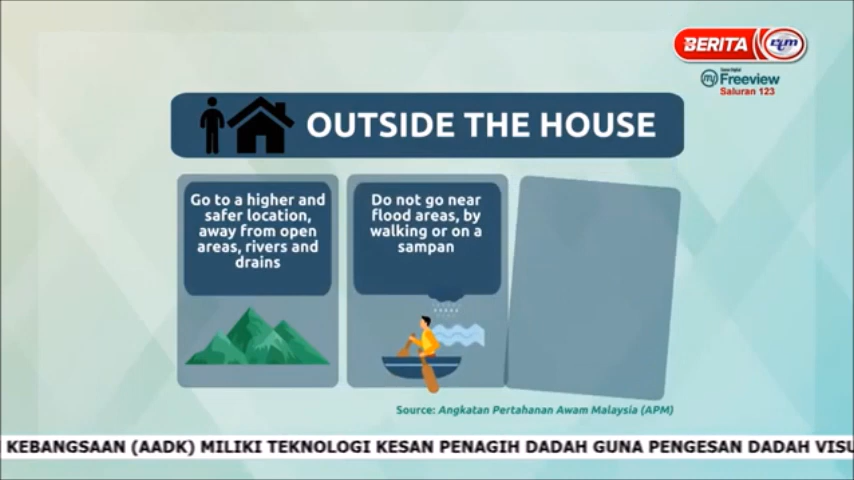 BERITA rtm
my Freeview
Saluran 123
OUTSIDE THE HOUSE
Go to a higher and
safer location,
away from open
areas, rivers and
drains
Do not go near
flood areas, by
walking or on a
sampan
Source: Angkatan Pertahanan Awam Malaysia (APM)
KEBANGSAAN (AADK) MILIKI TEKNOLOGI KESAN PENAGIH DADAH GUNA PENGESAN DADAH VISU